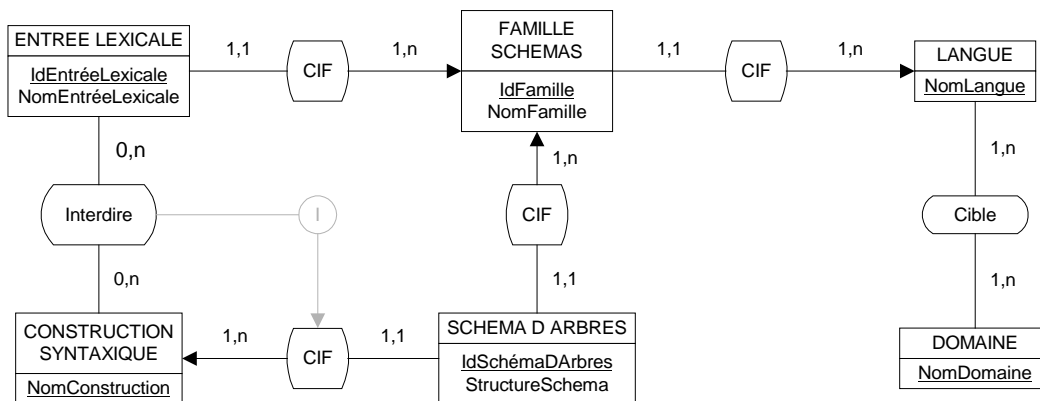 ENTREE LEXICALE
IdEntréeLexicale
NomEntréeLexicale
1,1
CIF
1,n
FAMILLE
SCHEMAS
IdFamille
NomFamille
1,1
CIF
1,n
LANGUE
NomLangue
0,n
1,n
1,n
Interdire
I
CIF
Cible
0,n
1,1
1,n
CONSTRUCTION
SYNTAXIQUE
NomConstruction
1,n
CIF
1,1
SCHEMA D ARBRES
IdSchémaDArbres
StructureSchema
DOMAINE
NomDomaine